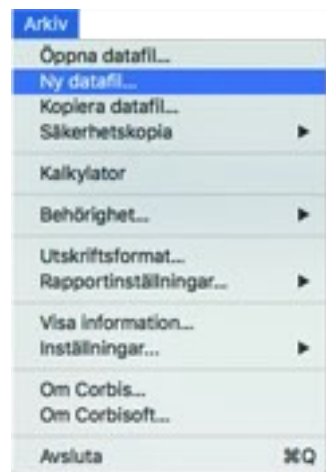 Arkiv
Öppna datafil...
Ny datafil...
Kopiera datafil...
Säkerhetskopia
Kalkylator
Behörighet...
Utskriftsformat...
Rapportinställningar...
Visa information...
Inställningar...
Om Corbis...
Om Corbisoft...
Avsluta ⌘Q